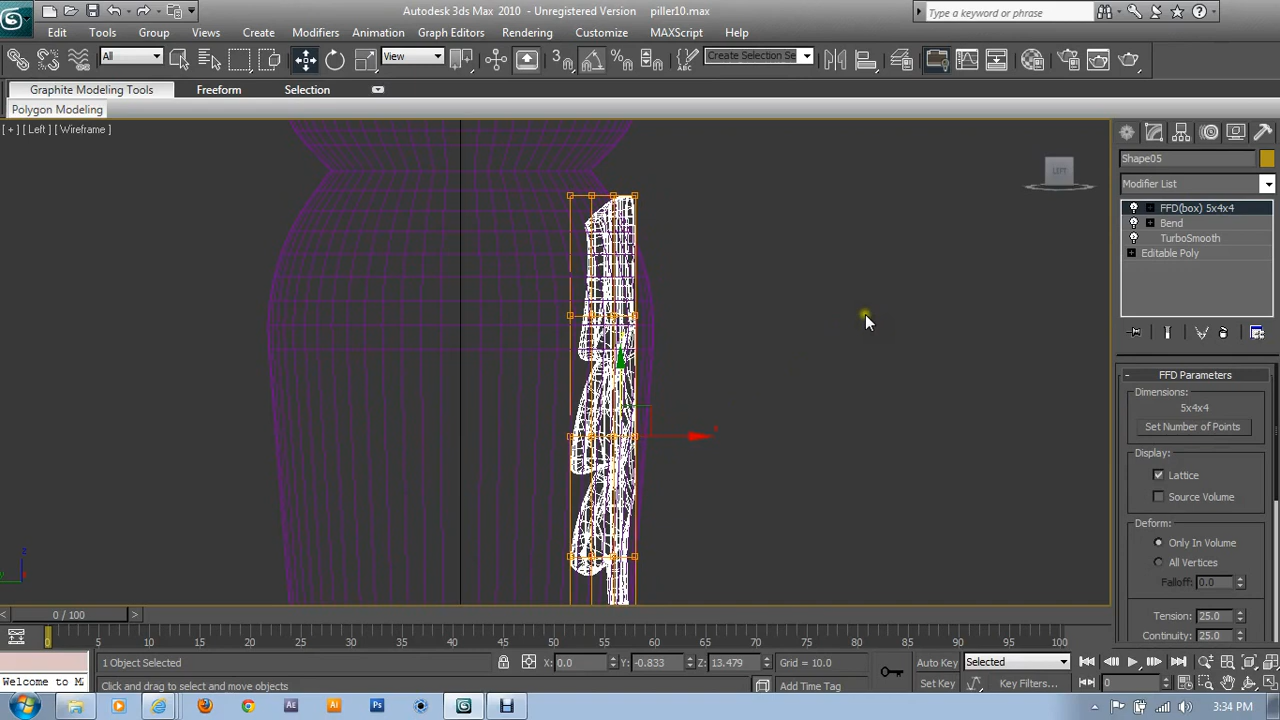 Autodesk 3ds Max 2010 - Unregistered Version piller10.max
Type a keyword or phrase
Edit Tools Group Views Create Modifiers Animation Graph Editors Rendering Customize MAXScript Help
All View Create Selection Se
Graphite Modeling Tools Freeform Selection
Polygon Modeling
[ + ] [ Left ] [ Wireframe ]
LEFT
Shape05
Modifier List
FFD(box) 5x4x4
Bend
TurboSmooth
Editable Poly
FFD Parameters
Dimensions:
5x4x4
Set Number of Points
Display:
Lattice
Source Volume
Deform:
Only In Volume
All Vertices
Falloff: 0.0
Tension: 25.0
Continuity: 25.0
0 / 100
0 5 10 15 20 25 30 35 40 45 50 55 60 65 70 75 80 85 90 95 100
1 Object Selected X: 0.0 Y: -0.833 Z: 13.479 Grid = 10.0 Auto Key Selected
Welcome to M
Click and drag to select and move objects Add Time Tag Set Key Key Filters... 0
3:34 PM